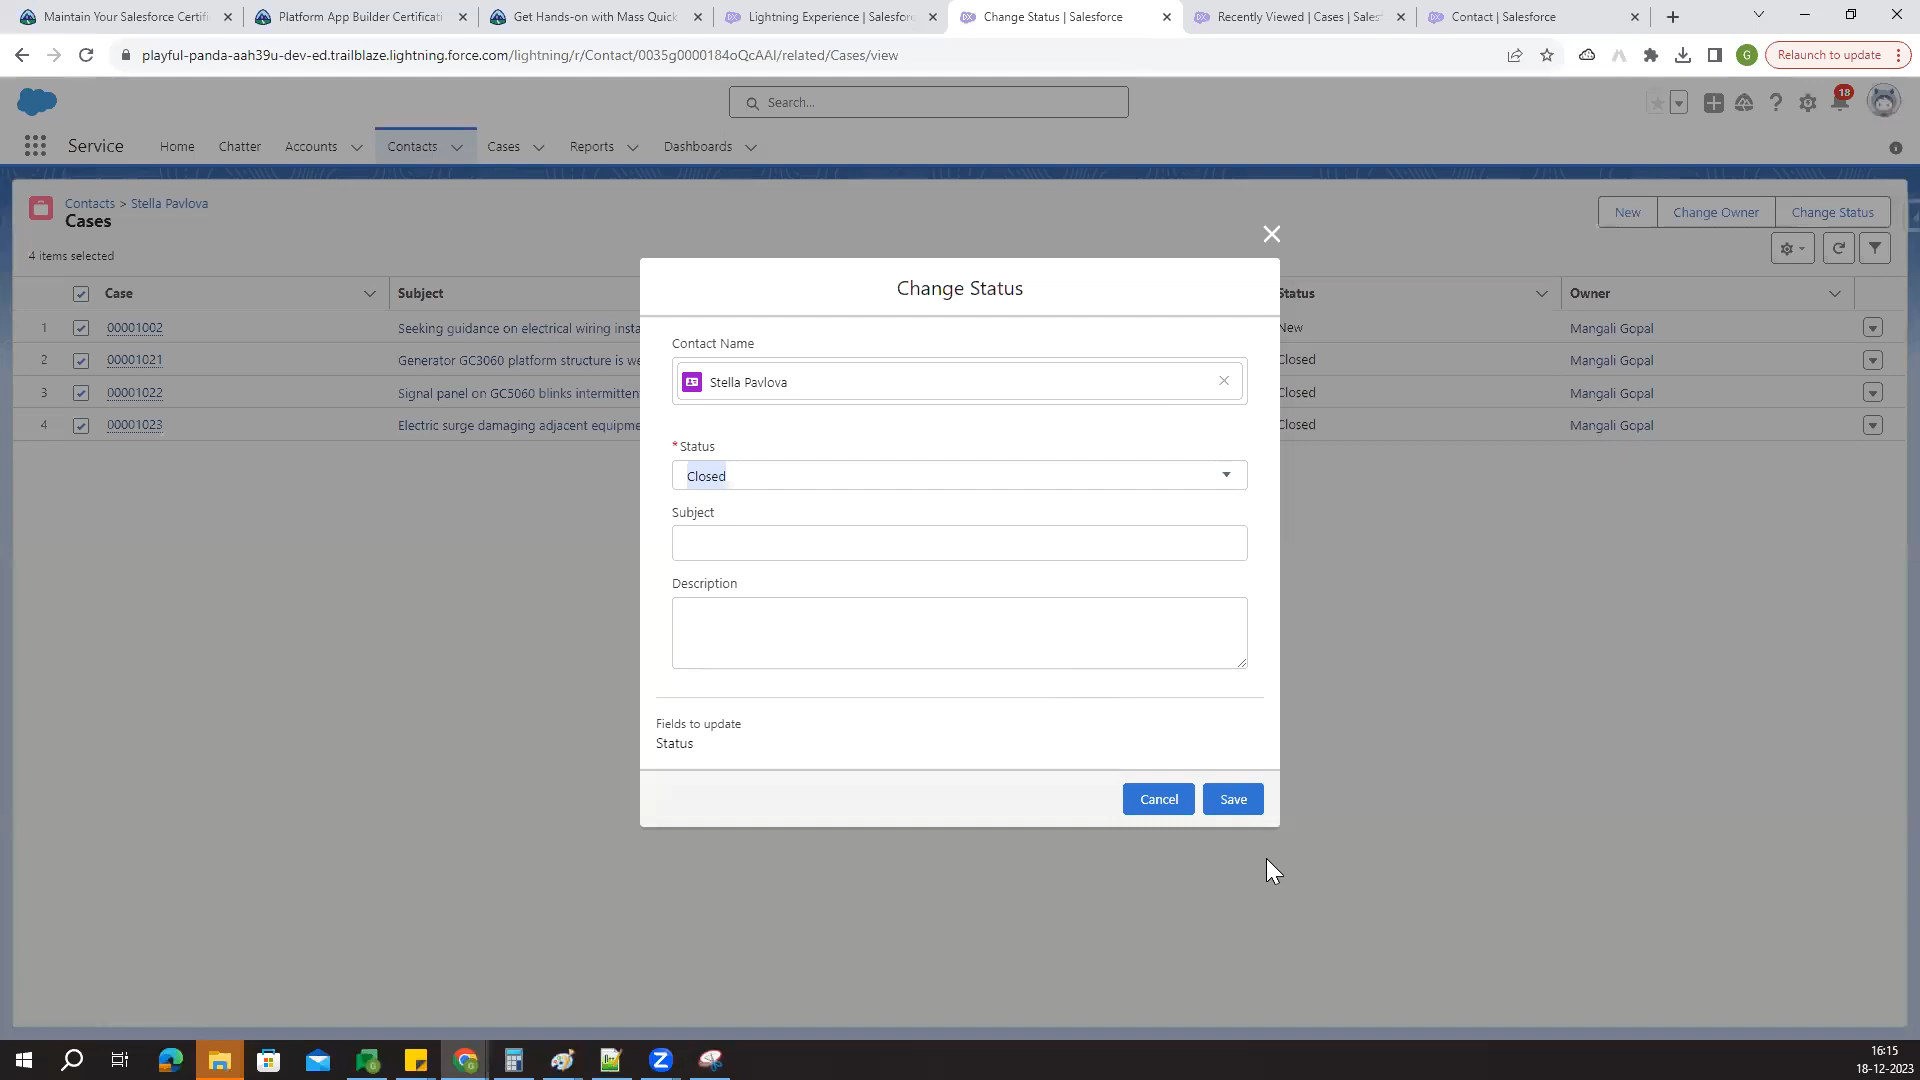 Maintain Your Salesforce Certifi
Platform App Builder Certificati
Get Hands-on with Mass Quick
Lightning Experience | Salesforc
Change Status | Salesforce
Recently Viewed | Cases | Sales
Contact | Salesforce
playful-panda-aah39u-dev-ed.trailblaze.lightning.force.com/lightning/r/Contact/0035g0000184oQcAAI/related/Cases/view
G
Relaunch to update
Search...
18
Service Home Chatter Accounts Contacts Cases Reports Dashboards
Contacts > Stella Pavlova
Cases
4 items selected
New Change Owner Change Status
Case Subject Status Owner
1 00001002 Seeking guidance on electrical wiring insta New Mangali Gopal
2 00001021 Generator GC3060 platform structure is we Closed Mangali Gopal
3 00001022 Signal panel on GC5060 blinks intermitten Closed Mangali Gopal
4 00001023 Electric surge damaging adjacent equipme Closed Mangali Gopal
Change Status
Contact Name
Stella Pavlova
*Status
Closed
Subject
Description
Fields to update
Status
Cancel Save
16:15
18-12-2023